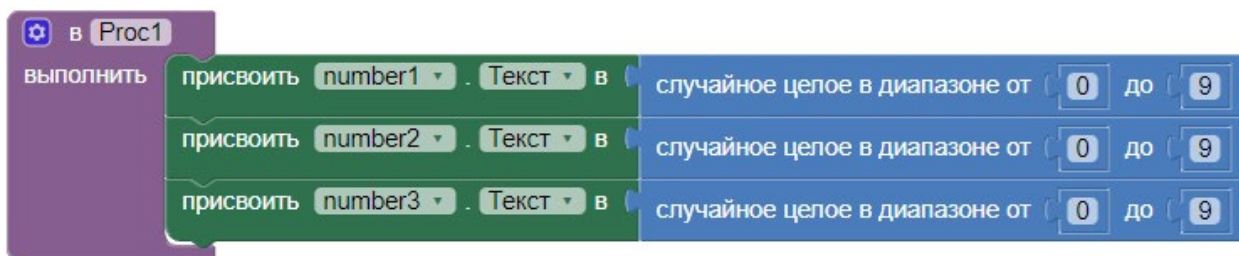 в Proc1
выполнить присвоить number1 . Текст в случайное целое в диапазоне от 0 до 9
присвоить number2 . Текст в случайное целое в диапазоне от 0 до 9
присвоить number3 . Текст в случайное целое в диапазоне от 0 до 9